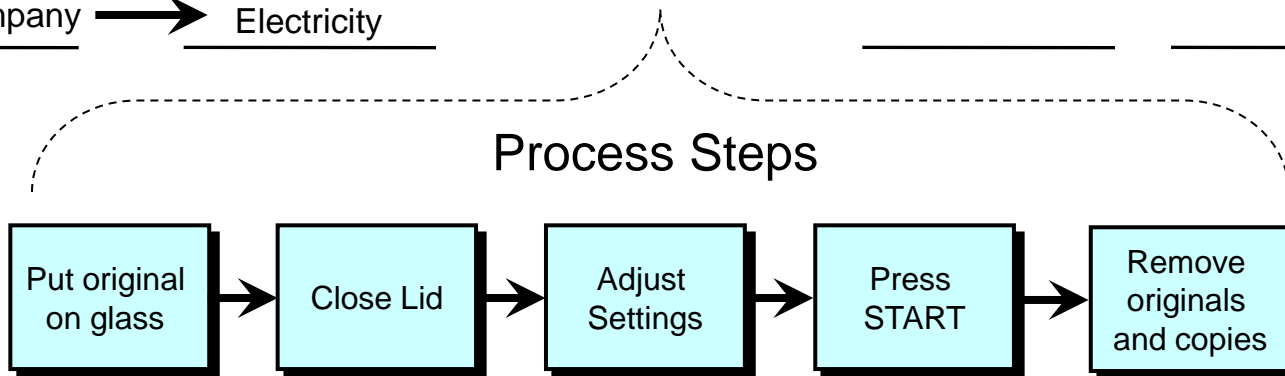 Electricity
Process Steps
Put original
on glass
Close Lid
Adjust
Settings
Press
START
Remove
originals
and copies